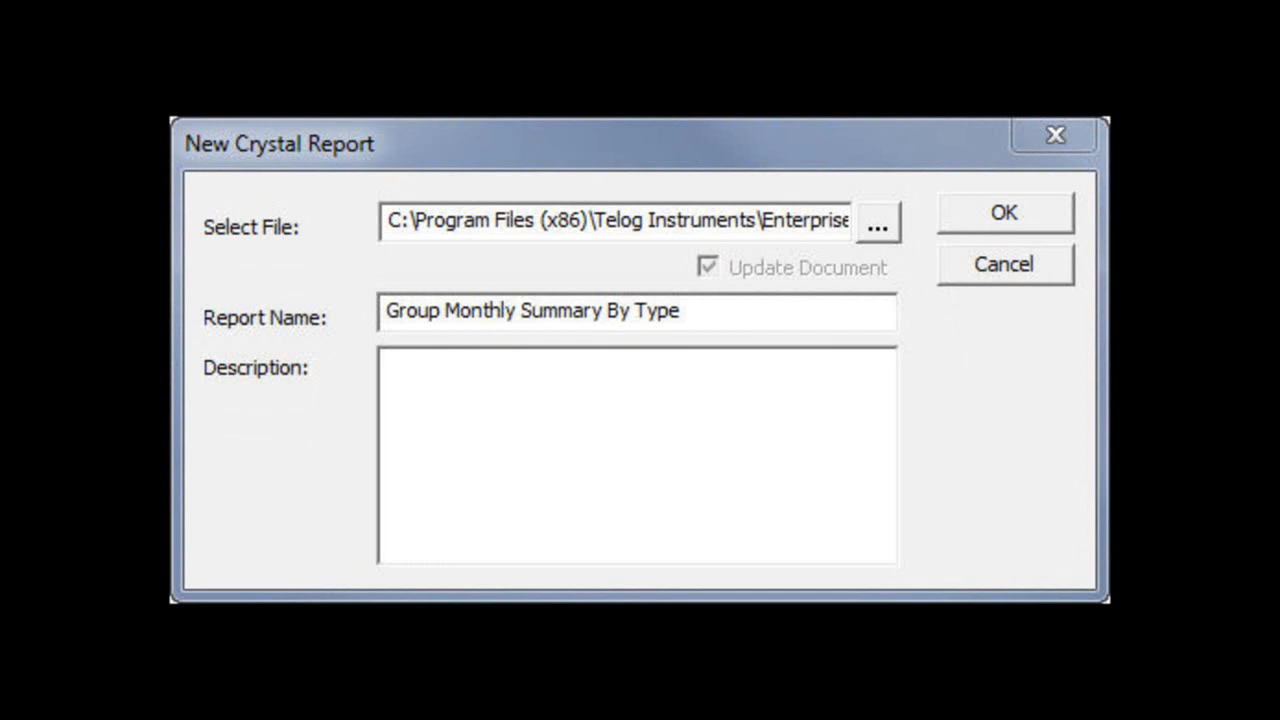 New Crystal Report
Select File:
C:\Program Files (x86)\Telog Instruments\Enterprise
...
OK
Update Document
Cancel
Report Name:
Group Monthly Summary By Type
Description: